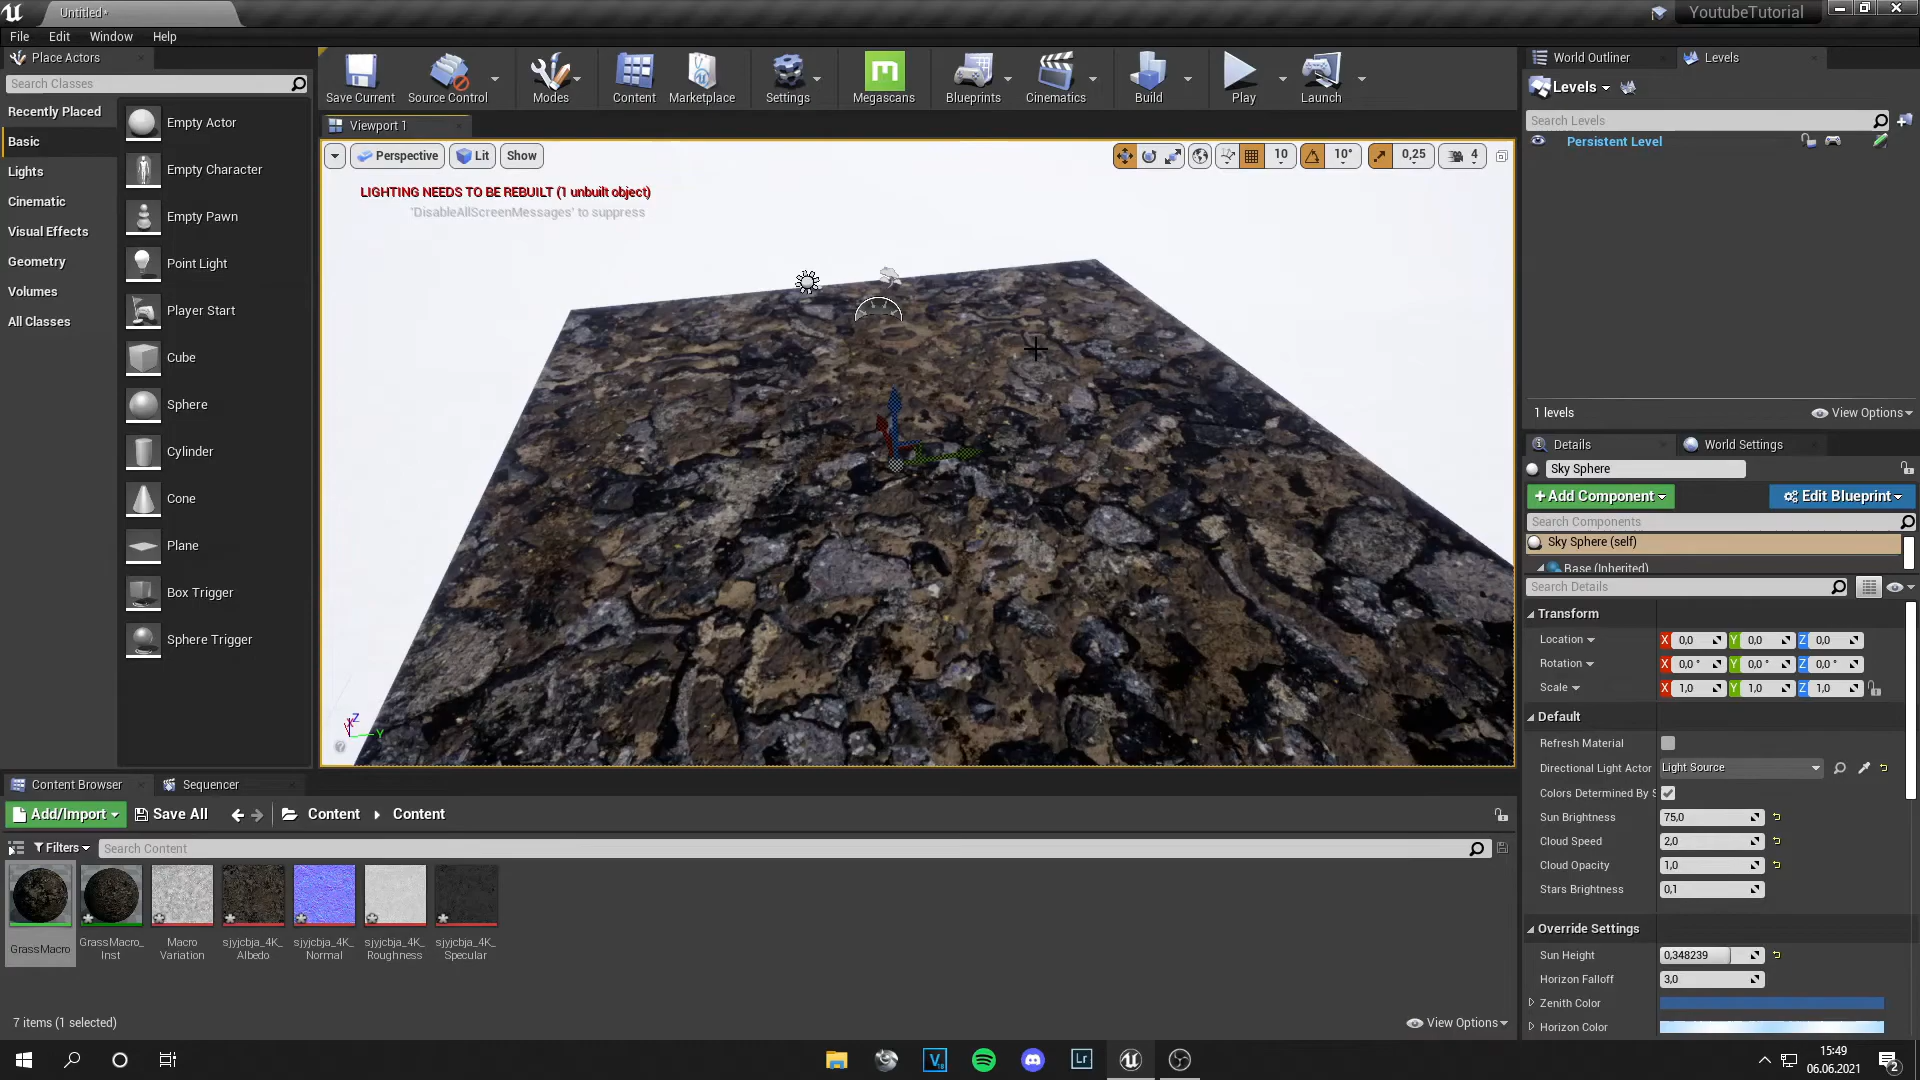 Untitled*
YoutubeTutorial
File Edit Window Help
Place Actors
Search Classes
Recently Placed
Basic
Lights
Cinematic
Visual Effects
Geometry
Volumes
All Classes
Empty Actor
Empty Character
Empty Pawn
Point Light
Player Start
Cube
Sphere
Cylinder
Cone
Plane
Box Trigger
Sphere Trigger
Save Current Source Control Modes Content Marketplace Settings Megascans Blueprints Cinematics Build Play Launch
Viewport 1
Perspective Lit Show
10 10° 0,25 4
LIGHTING NEEDS TO BE REBUILT (1 unbuilt object)
'DisableAllScreenMessages' to suppress
Z
Y
World Outliner Levels
Levels
Search Levels
Persistent Level
1 levels View Options
Details World Settings
Sky Sphere
+Add Component Edit Blueprint
Search Components
Sky Sphere (self)
Base (Inherited)
Search Details
Transform
Location X 0,0 Y 0,0 Z 0,0
Rotation X 0,0 ° Y 0,0 ° Z 0,0 °
Scale X 1,0 Y 1,0 Z 1,0
Default
Refresh Material
Directional Light Actor Light Source
Colors Determined By S
Sun Brightness 75,0
Cloud Speed 2,0
Cloud Opacity 1,0
Stars Brightness 0,1
Override Settings
Sun Height 0,348239
Horizon Falloff 3,0
Zenith Color
Horizon Color
Content Browser Sequencer
Add/Import Save All Content Content
Filters Search Content
GrassMacro
GrassMacro_
Inst
Macro
Variation
sjyjcbja_4K_
Albedo
sjyjcbja_4K_
Normal
sjyjcbja_4K_
Roughness
sjyjcbja_4K_
Specular
7 items (1 selected) View Options
15:49
06.06.2021
2